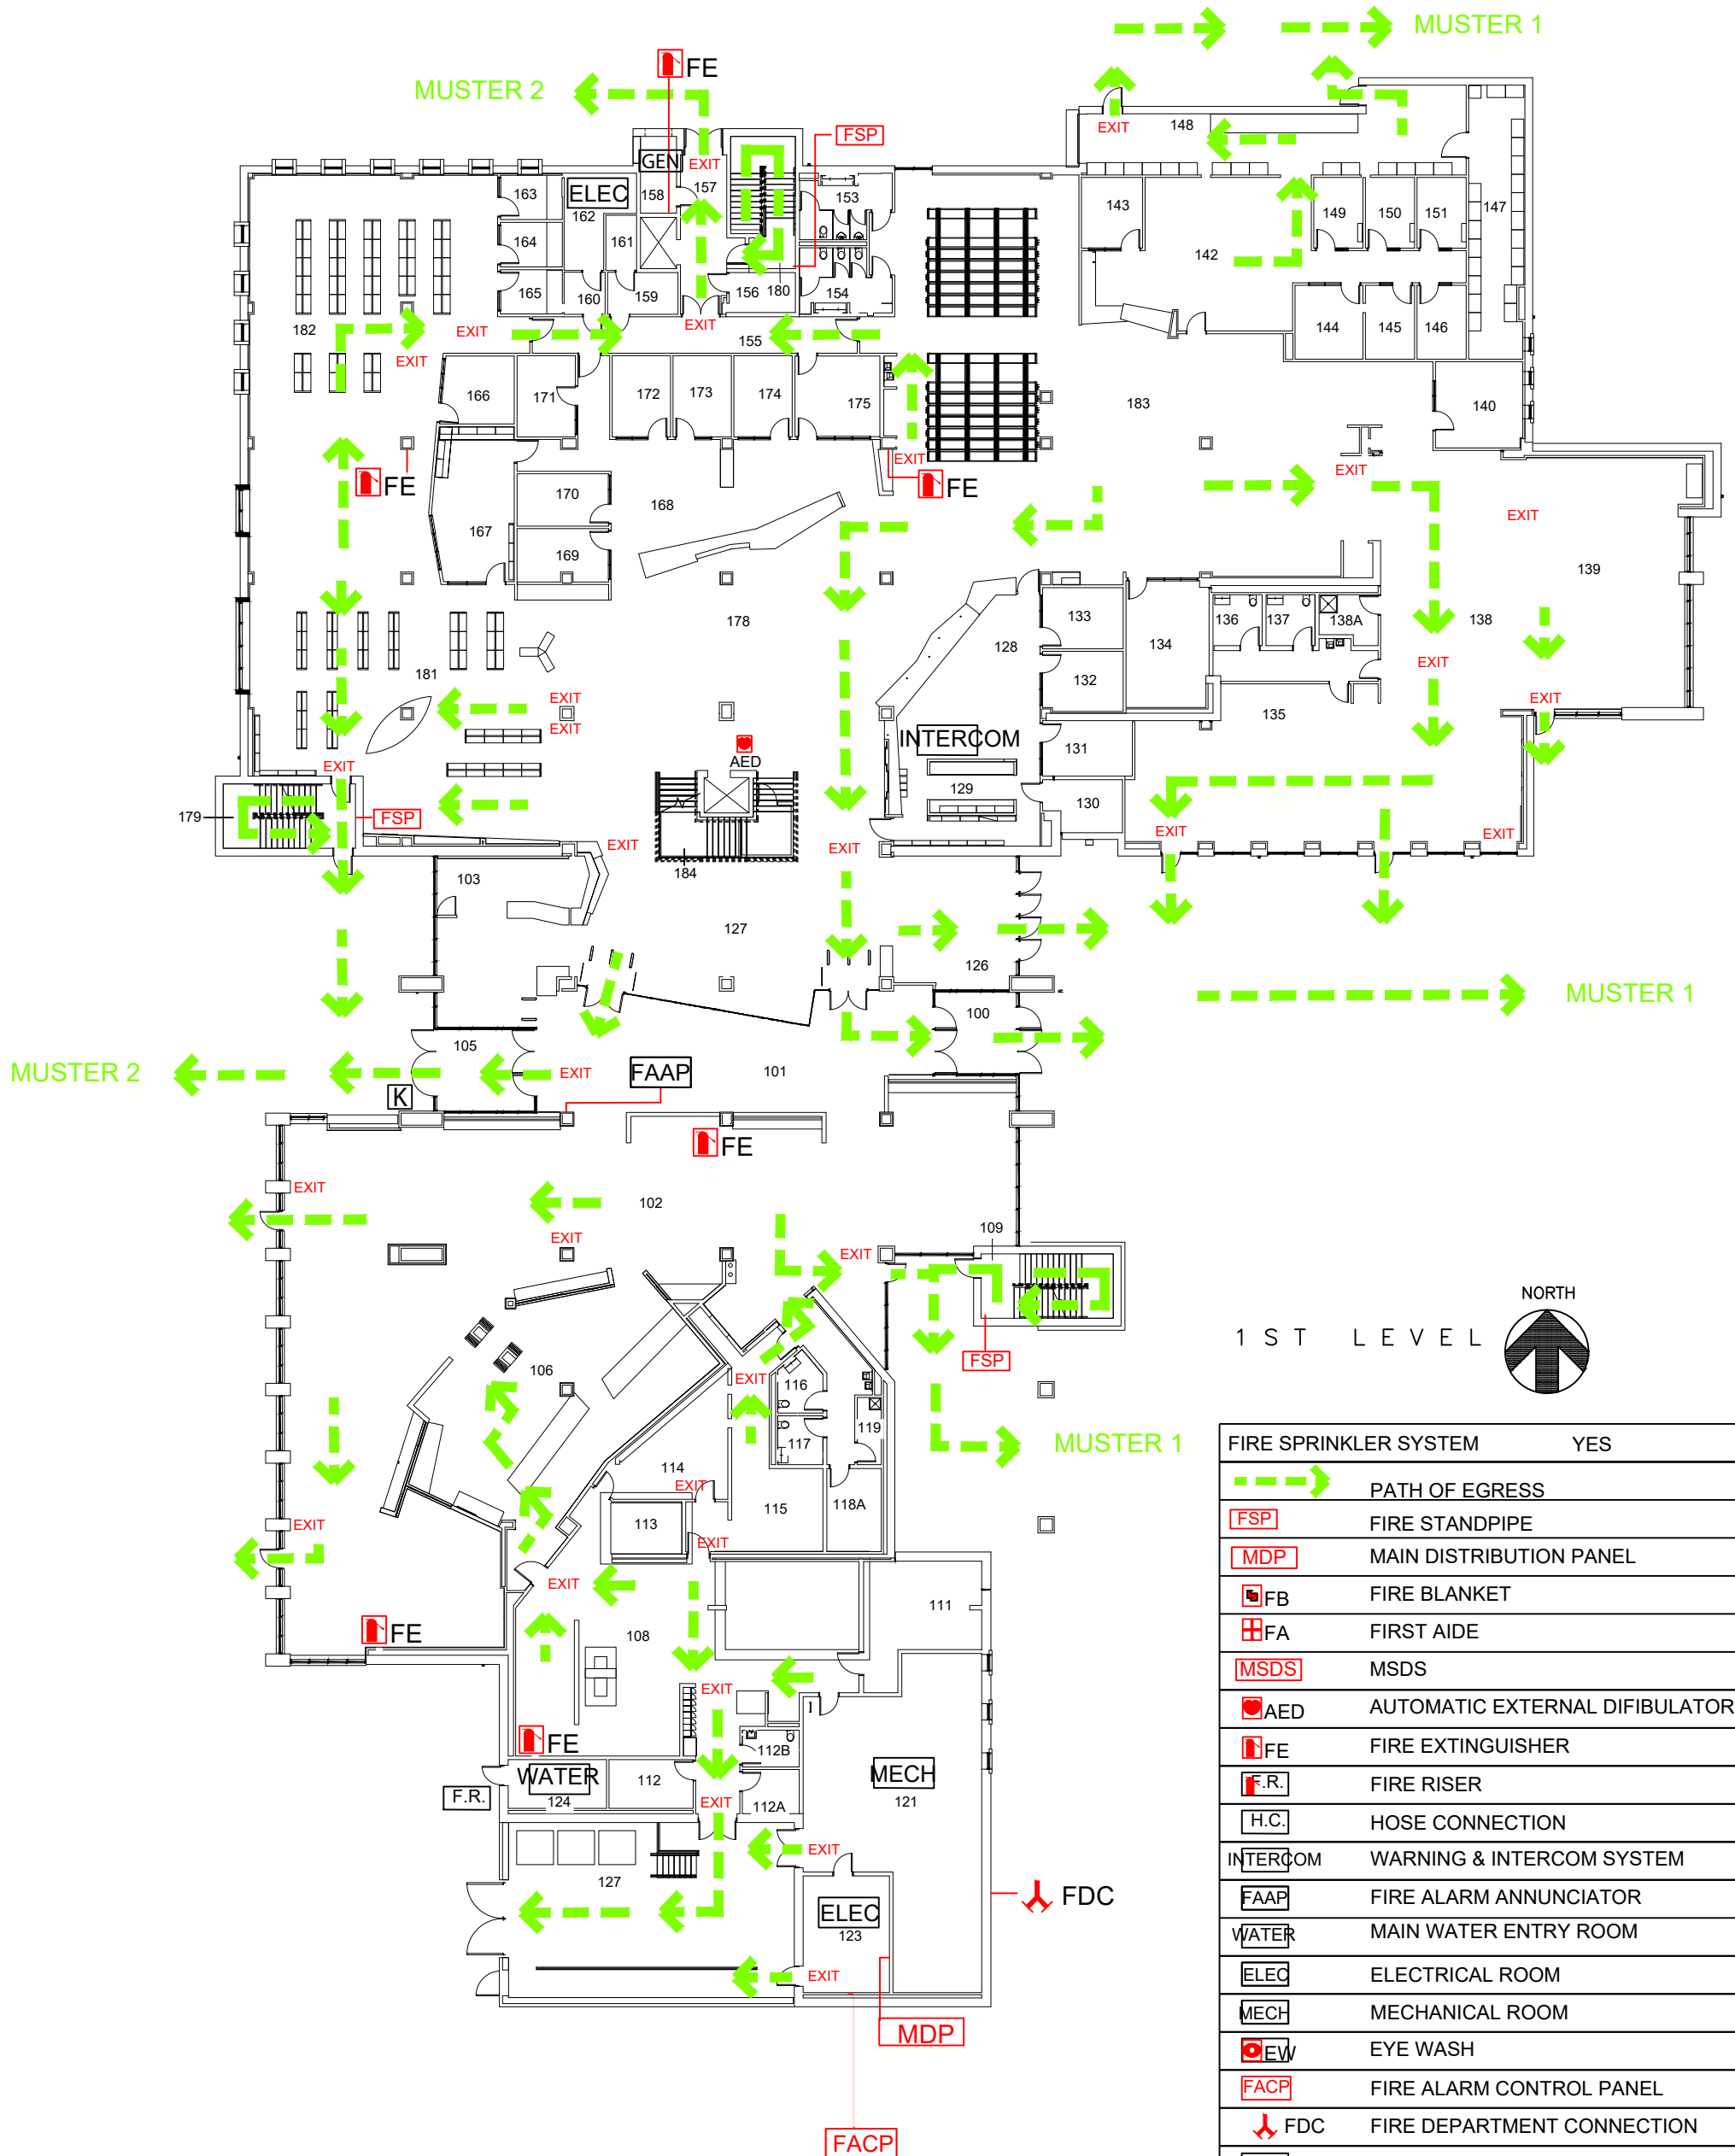 MUSTER 1
FE
MUSTER 2
FSP
EXIT
148
GEN
EXIT
ELEC
158
157
163
162
153
143
149
150
151
147
164
161
142
165
160
159
156
180
154
144
145
146
182
EXIT
EXIT
155
EXIT
166
171
172
173
174
175
183
140
EXIT
EXIT
FE
FE
170
168
EXIT
167
169
139
178
133
136
137
138A
138
128
134
181
132
EXIT
EXIT
EXIT
EXIT
135
INTERCOM
131
AED
EXIT
129
130
179
FSP
EXIT
EXIT
EXIT
EXIT
184
103
127
126
100
MUSTER 1
105
MUSTER 2
EXIT
FAAP
101
K
FE
EXIT
102
109
EXIT
EXIT
NORTH
1ST LEVEL
FSP
106
EXIT
116
119
117
MUSTER 1
114
EXIT
115
118A
113
EXIT
EXIT
EXIT
111
FE
108
EXIT
FE
112B
WATER
124
112
MECH
121
F.R.
EXIT
112A
EXIT
127
ELEC
123
FDC
EXIT
MDP
FACP
FIRE SPRINKLER SYSTEM YES
PATH OF EGRESS
FSP FIRE STANDPIPE
MDP MAIN DISTRIBUTION PANEL
FB FIRE BLANKET
FA FIRST AIDE
MSDS MSDS
AED AUTOMATIC EXTERNAL DIFIBULATOR
FE FIRE EXTINGUISHER
F.R. FIRE RISER
H.C. HOSE CONNECTION
INTERCOM WARNING & INTERCOM SYSTEM
FAAP FIRE ALARM ANNUNCIATOR
WATER MAIN WATER ENTRY ROOM
ELEC ELECTRICAL ROOM
MECH MECHANICAL ROOM
EW EYE WASH
FACP FIRE ALARM CONTROL PANEL
FDC FIRE DEPARTMENT CONNECTION